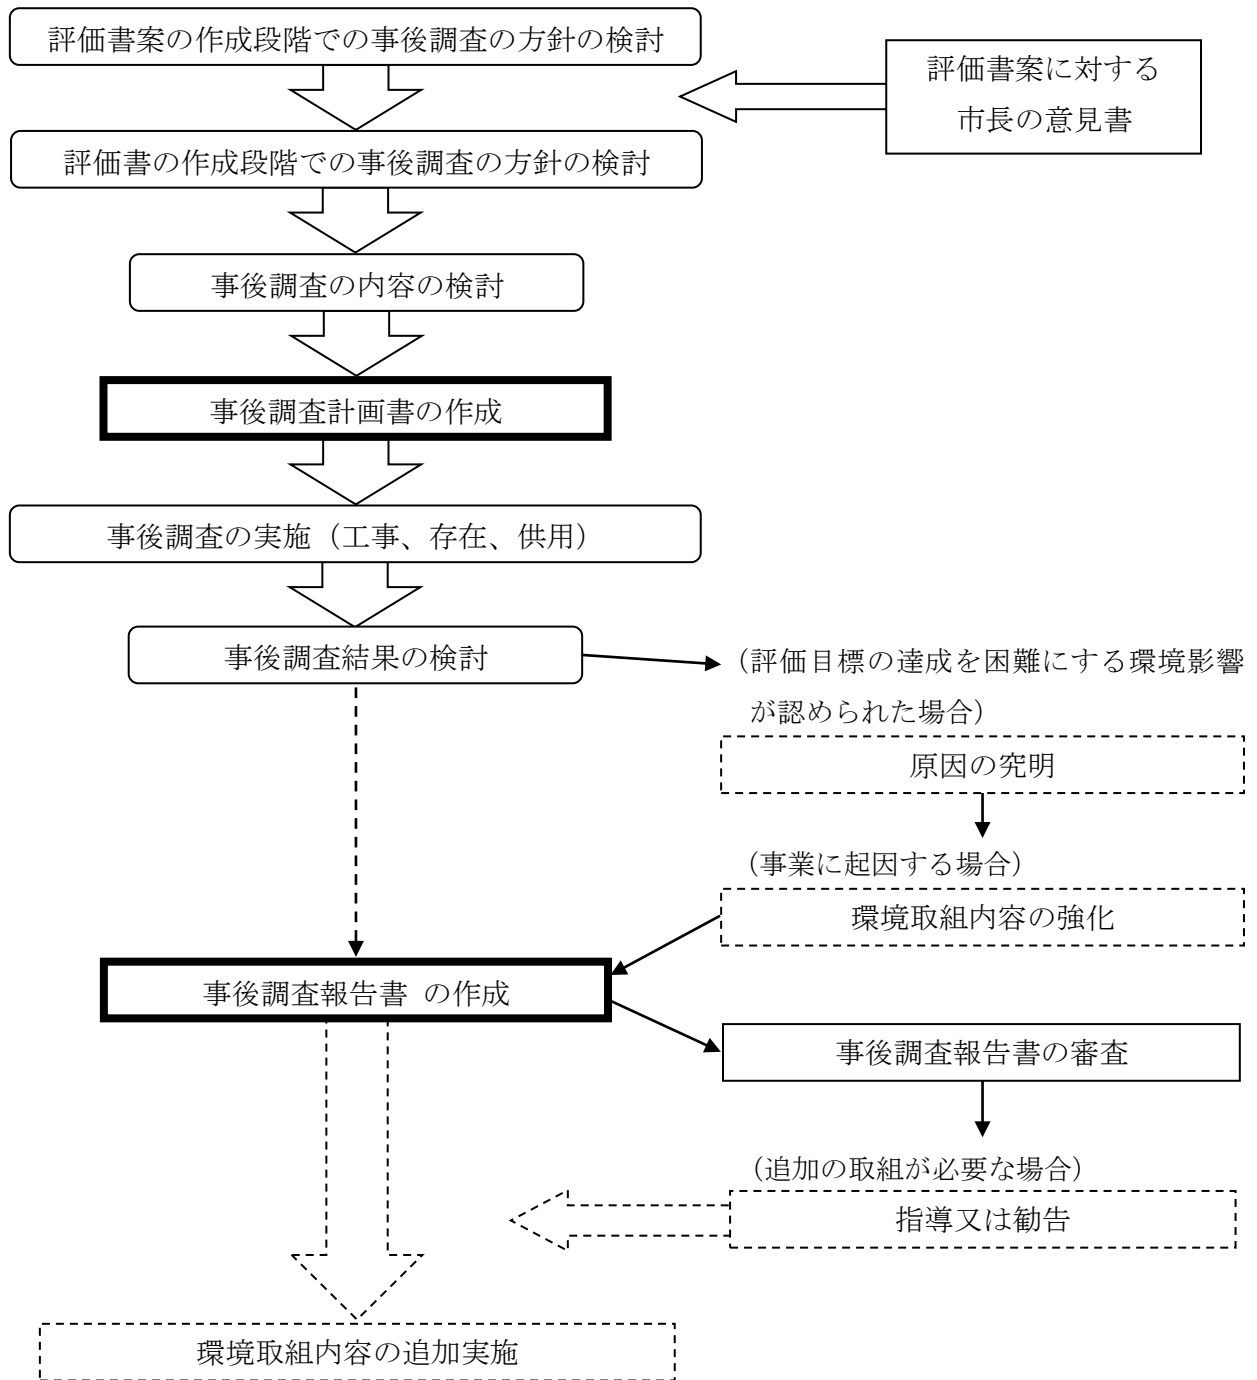 評価書案の作成段階での事後調査の方針の検討
評価書案に対する
市長の意見書
評価書の作成段階での事後調査の方針の検討
事後調査の内容の検討
事後調査計画書の作成
事後調査の実施（工事、存在、供用）
事後調査結果の検討
（評価目標の達成を困難にする環境影響
が認められた場合）
原因の究明
（事業に起因する場合）
環境取組内容の強化
事後調査報告書 の作成
事後調査報告書の審査
（追加の取組が必要な場合）
指導又は勧告
環境取組内容の追加実施